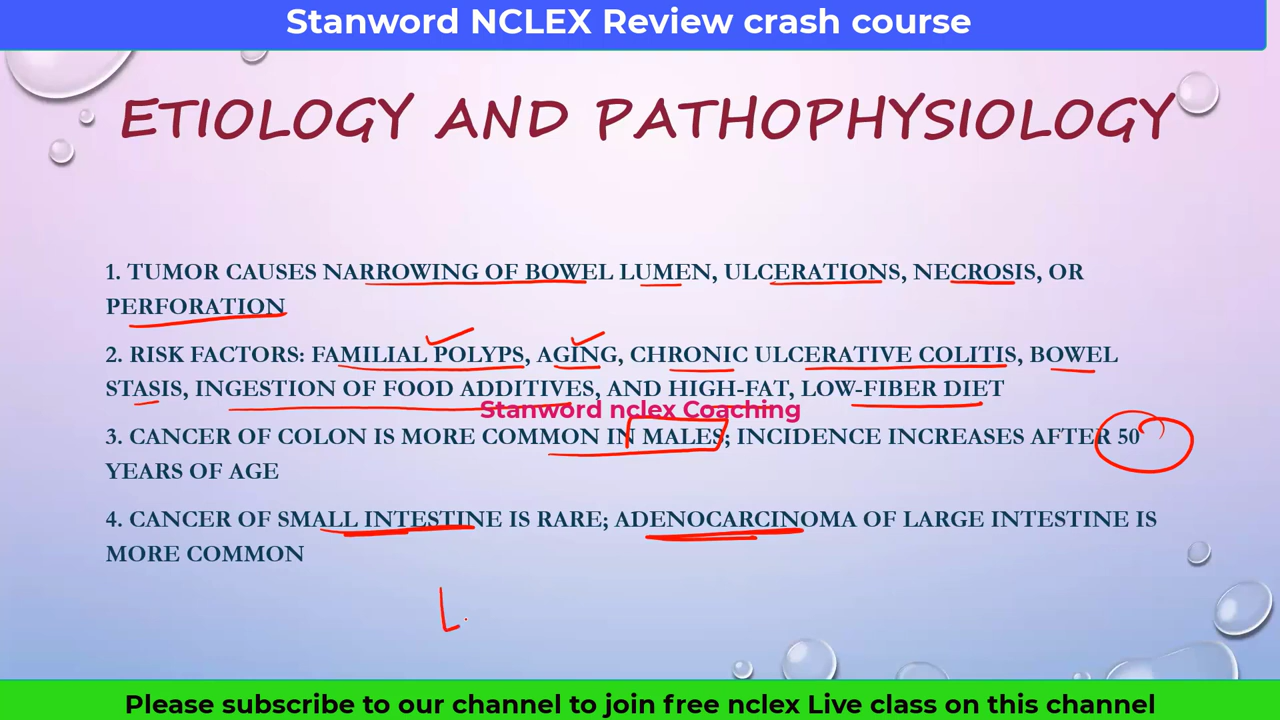 Stanword NCLEX Review crash course
ETIOLOGY AND PATHOPHYSIOLOGY
1. TUMOR CAUSES NARROWING OF BOWEL LUMEN, ULCERATIONS, NECROSIS, OR
PERFORATION
2. RISK FACTORS: FAMILIAL POLYPS, AGING, CHRONIC ULCERATIVE COLITIS, BOWEL
STASIS, INGESTION OF FOOD ADDITIVES, AND HIGH-FAT, LOW-FIBER DIET
Stanword nclex Coaching
3. CANCER OF COLON IS MORE COMMON IN MALES; INCIDENCE INCREASES AFTER 50
YEARS OF AGE
4. CANCER OF SMALL INTESTINE IS RARE; ADENOCARCINOMA OF LARGE INTESTINE IS
MORE COMMON
L
Please subscribe to our channel to join free nclex Live class on this channel